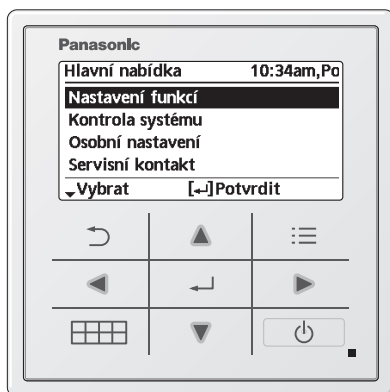 Panasonic
Hlavní nabídka 10:34am,Po
Nastavení funkcí
Kontrola systému
Osobní nastavení
Servisní kontakt
Vybrat [↵]Potvrdit